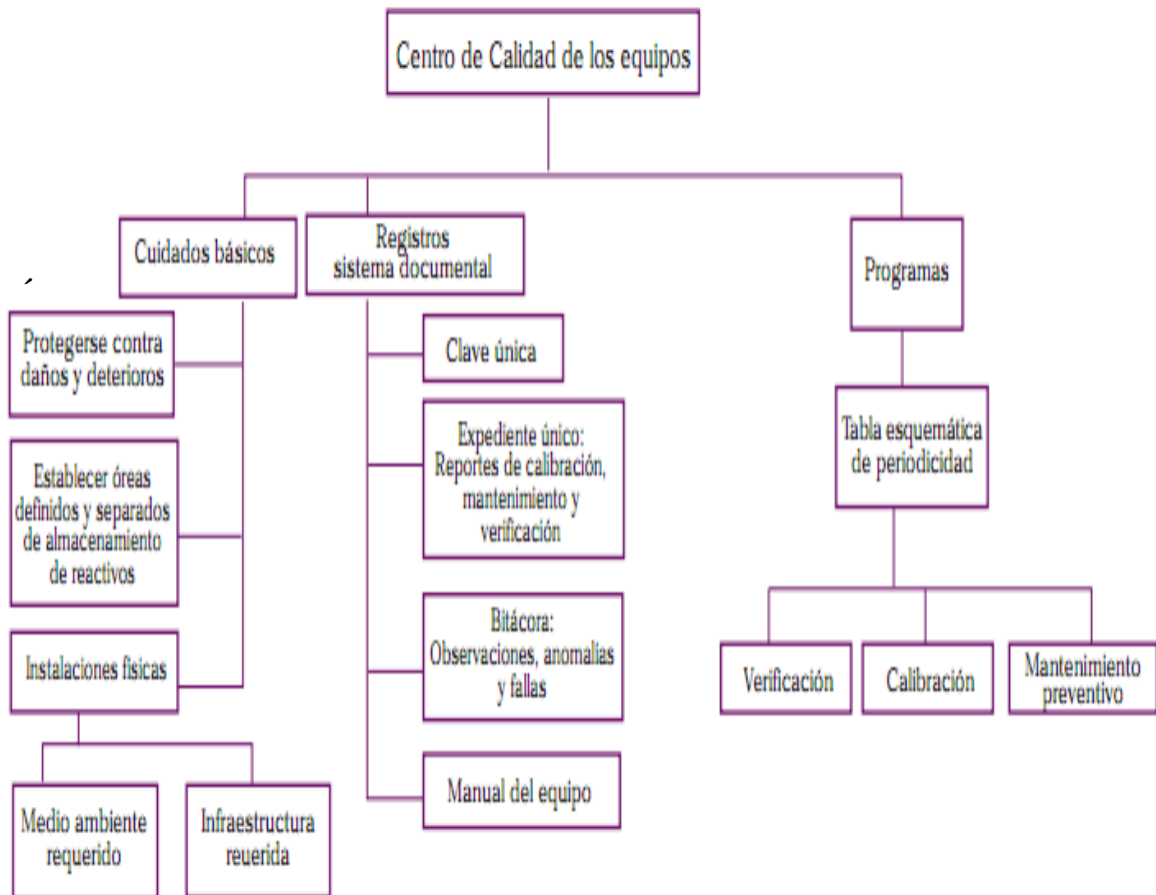 Centro de Calidad de los equipos
Cuidados básicos
Protegerse contra
daños y deterioros
Establecer óreas
definidos y separados
de almacenamiento
de reactivos
Instalaciones físicas
Medio ambiente
requerido
Infraestructura
reuerida
Registros
sistema documental
Clave única
Expediente único:
Reportes de calibración,
mantenimiento y
verificación
Bitácora:
Observaciones, anomalias
y fallas
Manual del equipo
Programas
Tabla esquemática
de periodicidad
Verificación
Calibración
Mantenimiento
preventivo